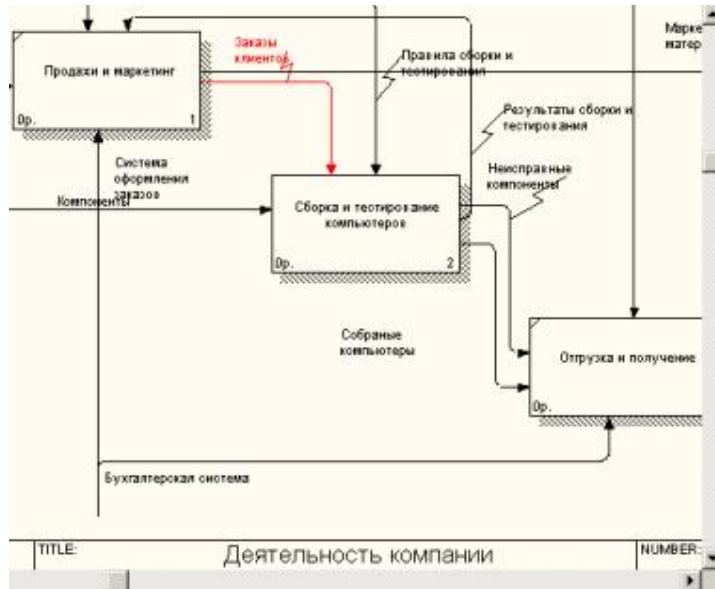 Марке
матер
Заказы
клиентов
Правила сборки и
тестирования
Продажи и маркетинг
0р.
1
Результаты сборки и
тестирования
Система
оформления
заказов
Неисправные
компоненты
Компоненты
Сборка и тестирование
компьютеров
0р.
2
Собраные
компьютеры
Отгрузка и получение
0р.
Бухгалтерская система
TITLE:
Деятельность компании
NUMBER: